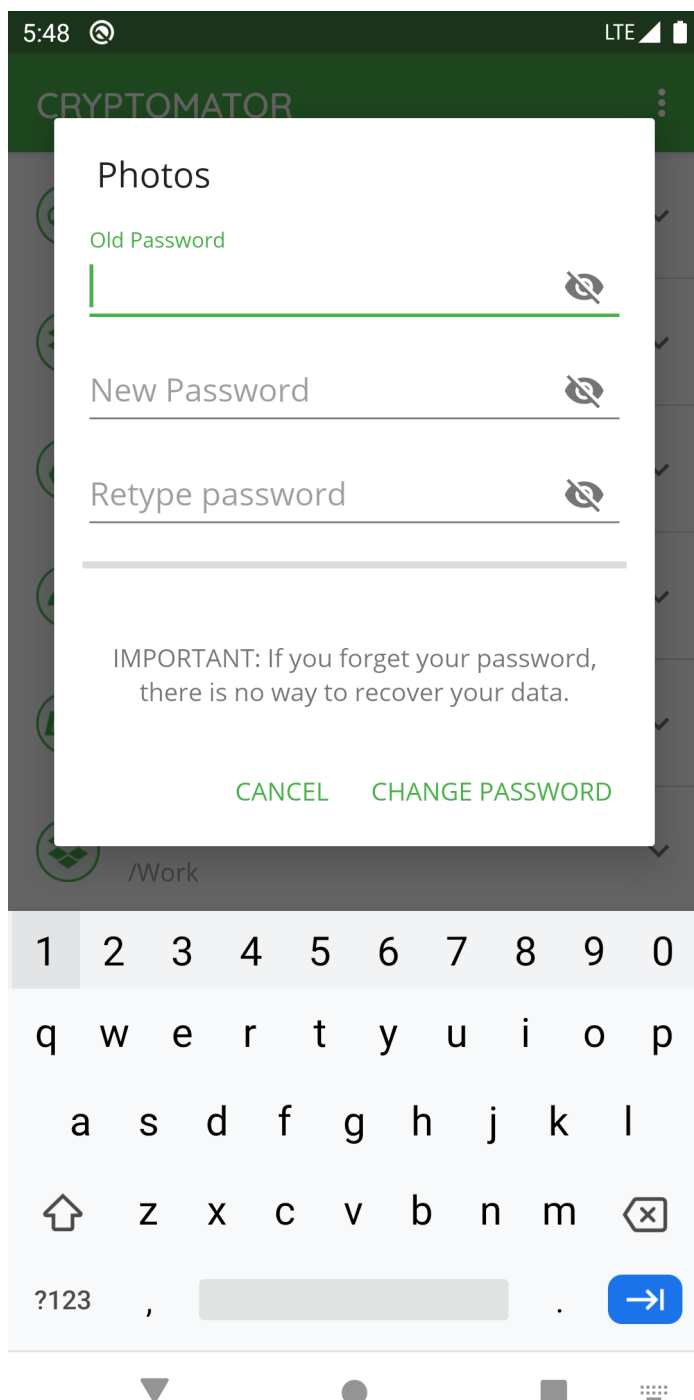 5:48 LTE
CRYPTOMATOR
Photos
Old Password
New Password
Retype password
IMPORTANT: If you forget your password,
there is no way to recover your data.
CANCEL CHANGE PASSWORD
/Work
1 2 3 4 5 6 7 8 9 0
q w e r t y u i o p
a s d f g h j k l
z x c v b n m
?123 , .